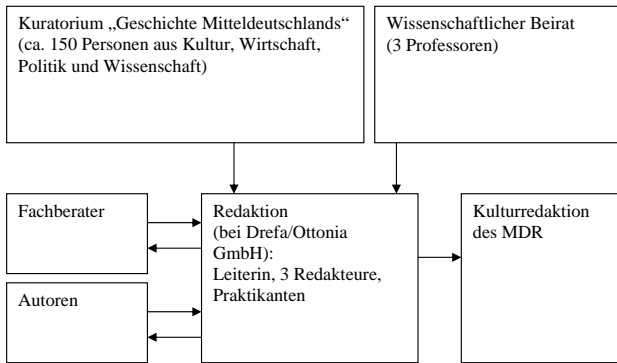 Kuratorium „Geschichte Mitteldeutschlands“
(ca. 150 Personen aus Kultur, Wirtschaft,
Politik und Wissenschaft)
Wissenschaftlicher Beirat
(3 Professoren)
Fachberater
Autoren
Redaktion
(bei Drefa/Ottonia
GmbH):
Leiterin, 3 Redakteure,
Praktikanten
Kulturredaktion
des MDR